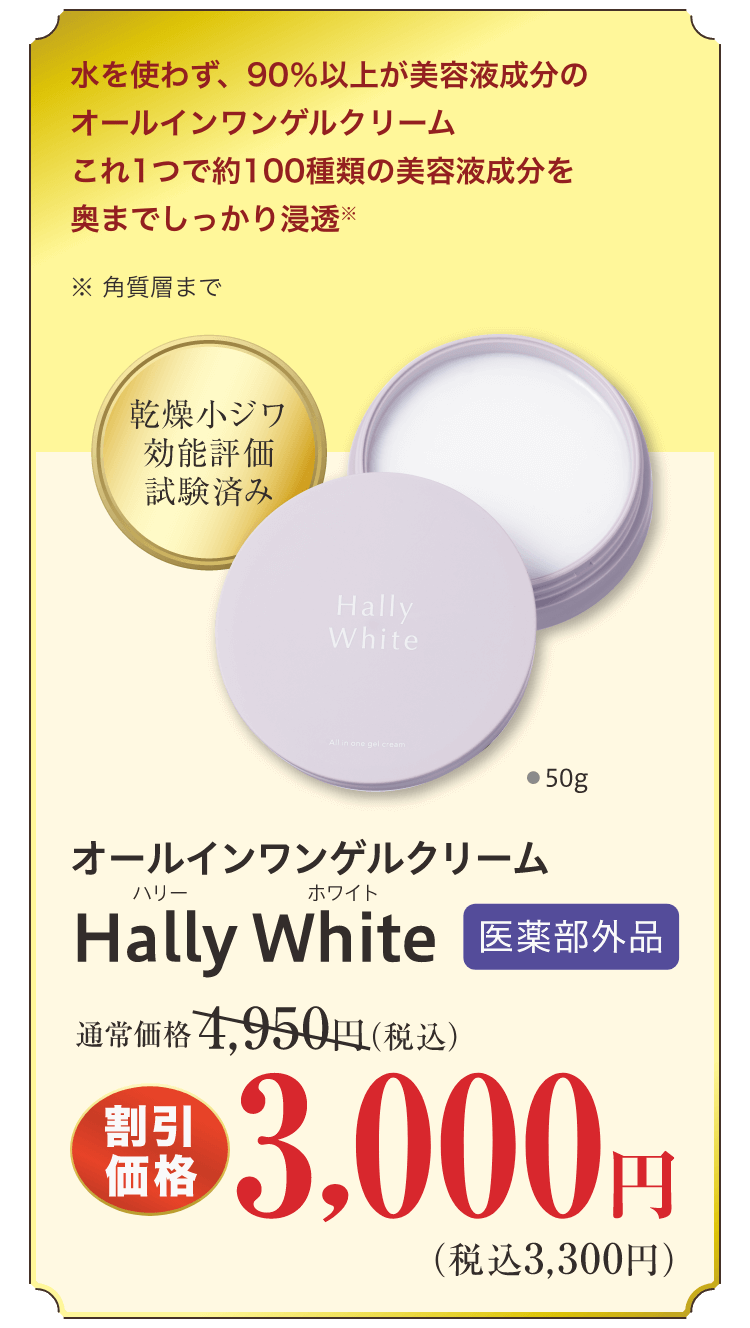 水を使わず、90%以上が美容液成分の
オールインワンゲルクリーム
これ1つで約100種類の美容液成分を
奥までしっかり浸透※
※ 角質層まで
乾燥小ジワ
効能評価
試験済み
Hally
White
All in one gel cream
●50g
オールインワンゲルクリーム
ハリー ホワイト
Hally White 医薬部外品
通常価格4,950円(税込)
割引
価格
3,000円
(税込3,300円)